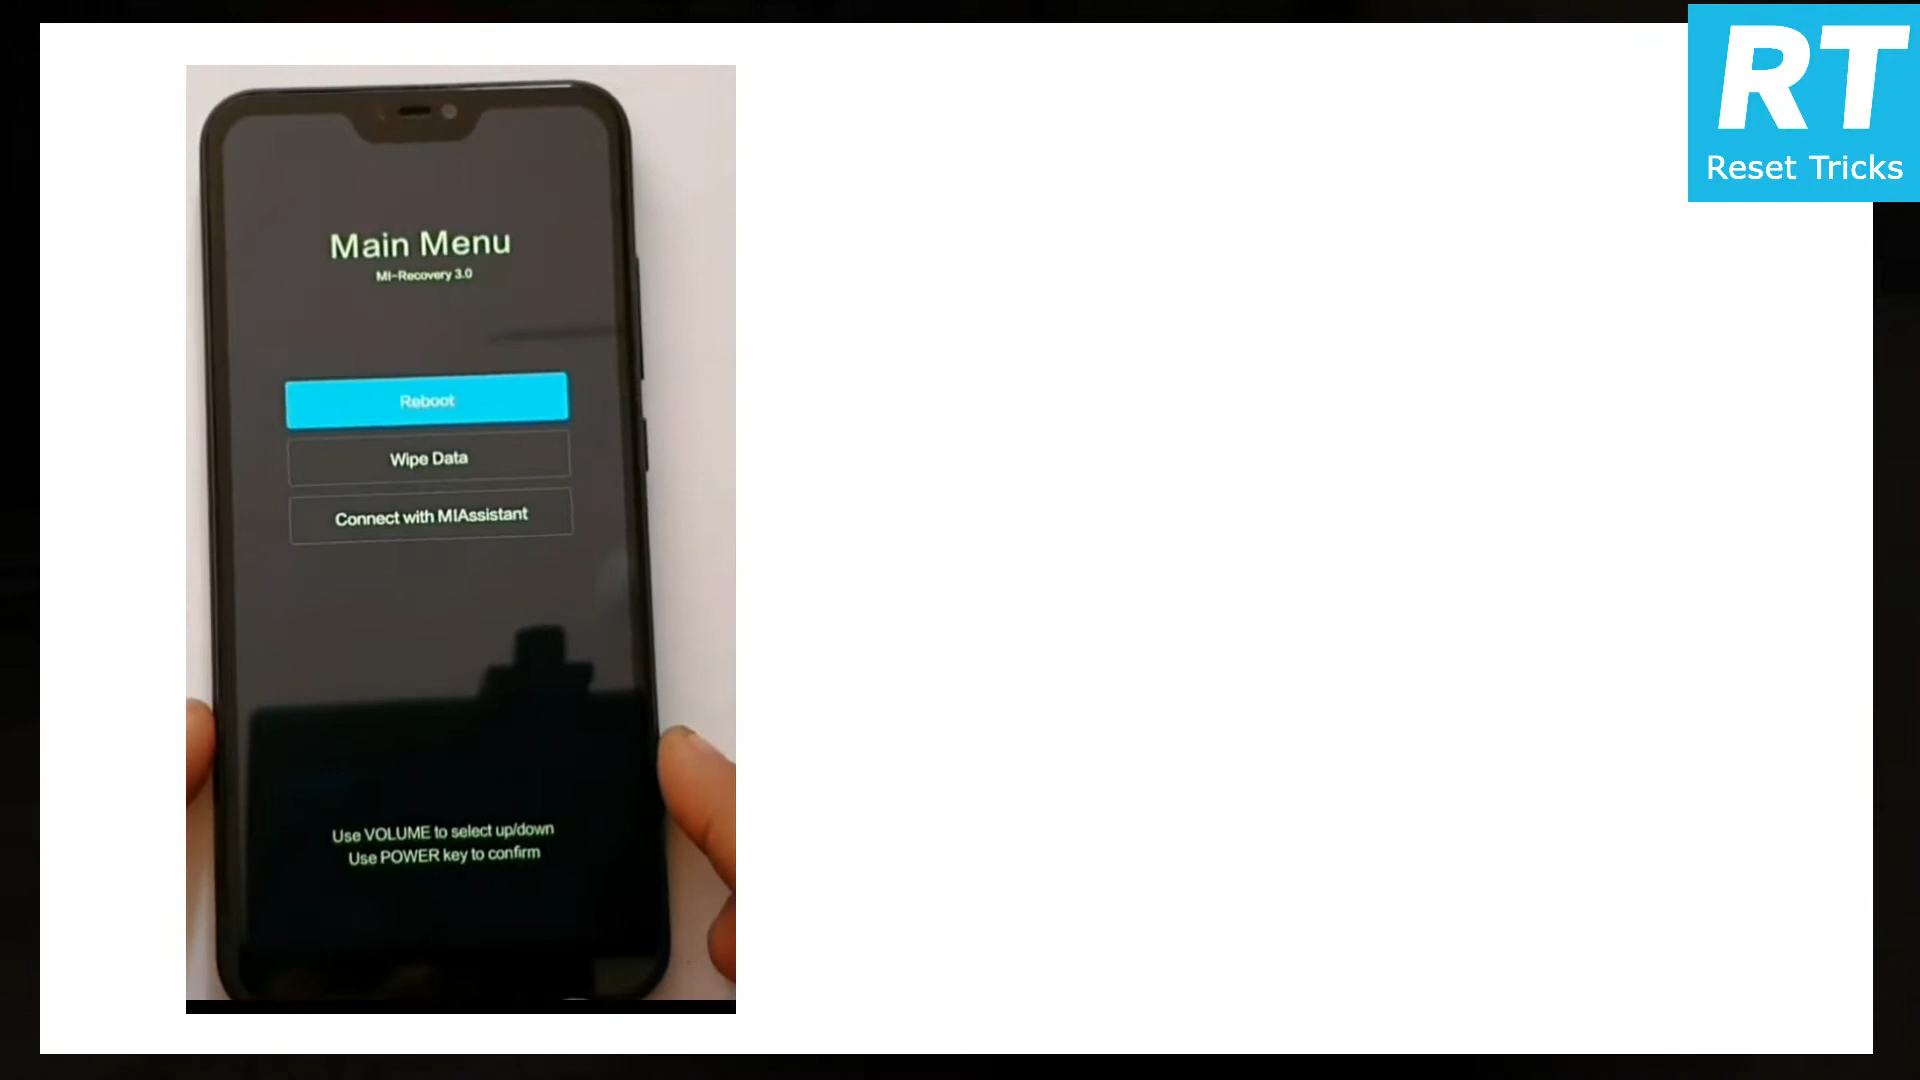 RT
Reset Tricks
Main Menu
MI-Recovery 3.0
Reboot
Wipe Data
Connect with MIAssistant
Use VOLUME to select up/down
Use POWER key to confirm